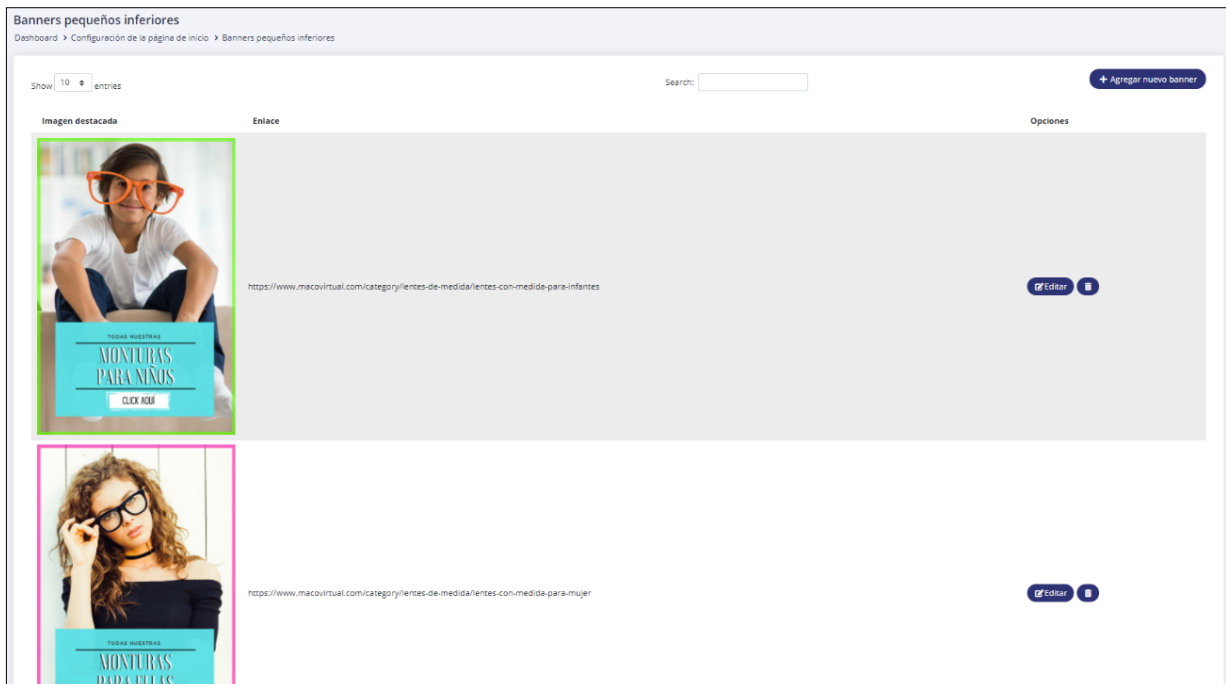 Banners pequeños inferiores
Dashboard > Configuración de la página de inicio > Banners pequeños inferiores
Show 10 entries
Search:
+ Agregar nuevo banner
Imagen destacada Enlace Opciones
TODAS NUESTRAS
MONTURAS
PARA NIÑOS
CLICK AQUÍ
https://www.macovirtual.com/category/lentes-de-medida/lentes-con-medida-para-infantes
Editar
TODAS NUESTRAS
MONTURAS
PARA ELLAS
https://www.macovirtual.com/category/lentes-de-medida/lentes-con-medida-para-mujer
Editar